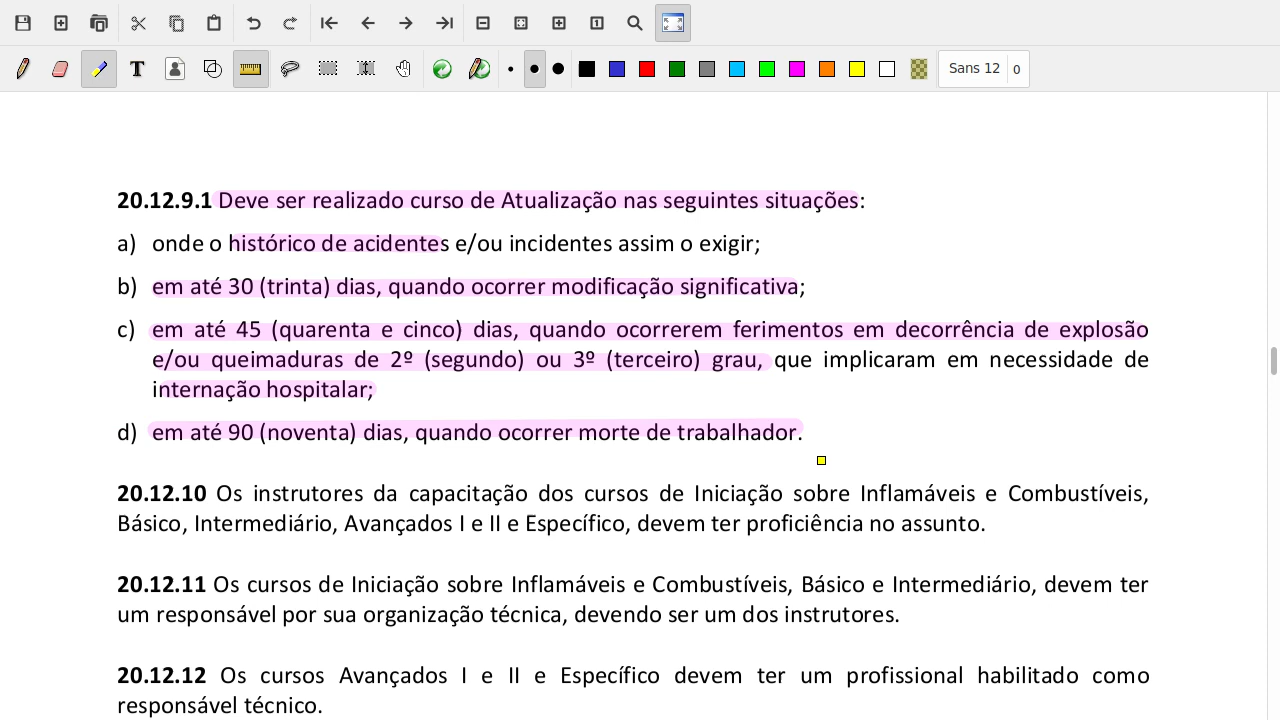 Sans 12 0
20.12.9.1 Deve ser realizado curso de Atualização nas seguintes situações:
a) onde o histórico de acidentes e/ou incidentes assim o exigir;
b) em até 30 (trinta) dias, quando ocorrer modificação significativa;
c) em até 45 (quarenta e cinco) dias, quando ocorrerem ferimentos em decorrência de explosão
e/ou queimaduras de 2º (segundo) ou 3º (terceiro) grau, que implicaram em necessidade de
internação hospitalar;
d) em até 90 (noventa) dias, quando ocorrer morte de trabalhador.
20.12.10 Os instrutores da capacitação dos cursos de Iniciação sobre Inflamáveis e Combustíveis,
Básico, Intermediário, Avançados I e II e Específico, devem ter proficiência no assunto.
20.12.11 Os cursos de Iniciação sobre Inflamáveis e Combustíveis, Básico e Intermediário, devem ter
um responsável por sua organização técnica, devendo ser um dos instrutores.
20.12.12 Os cursos Avançados I e II e Específico devem ter um profissional habilitado como
responsável técnico.